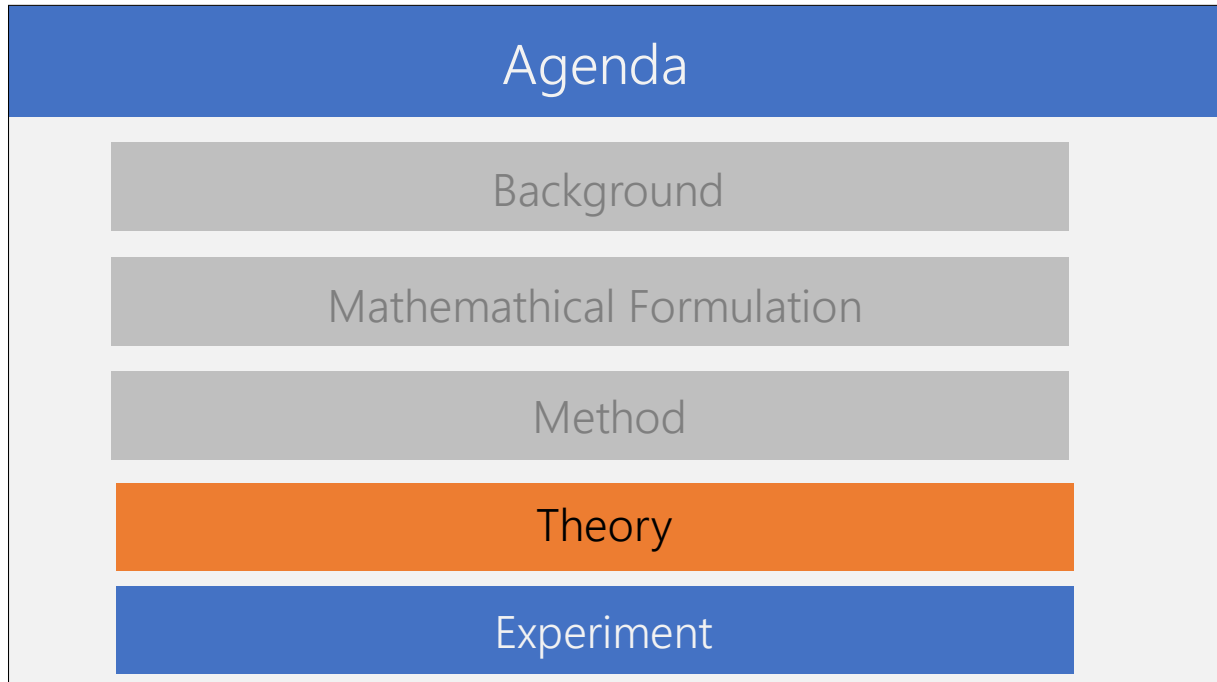 Agenda
Background
Mathemathical Formulation
Method
Theory
Experiment